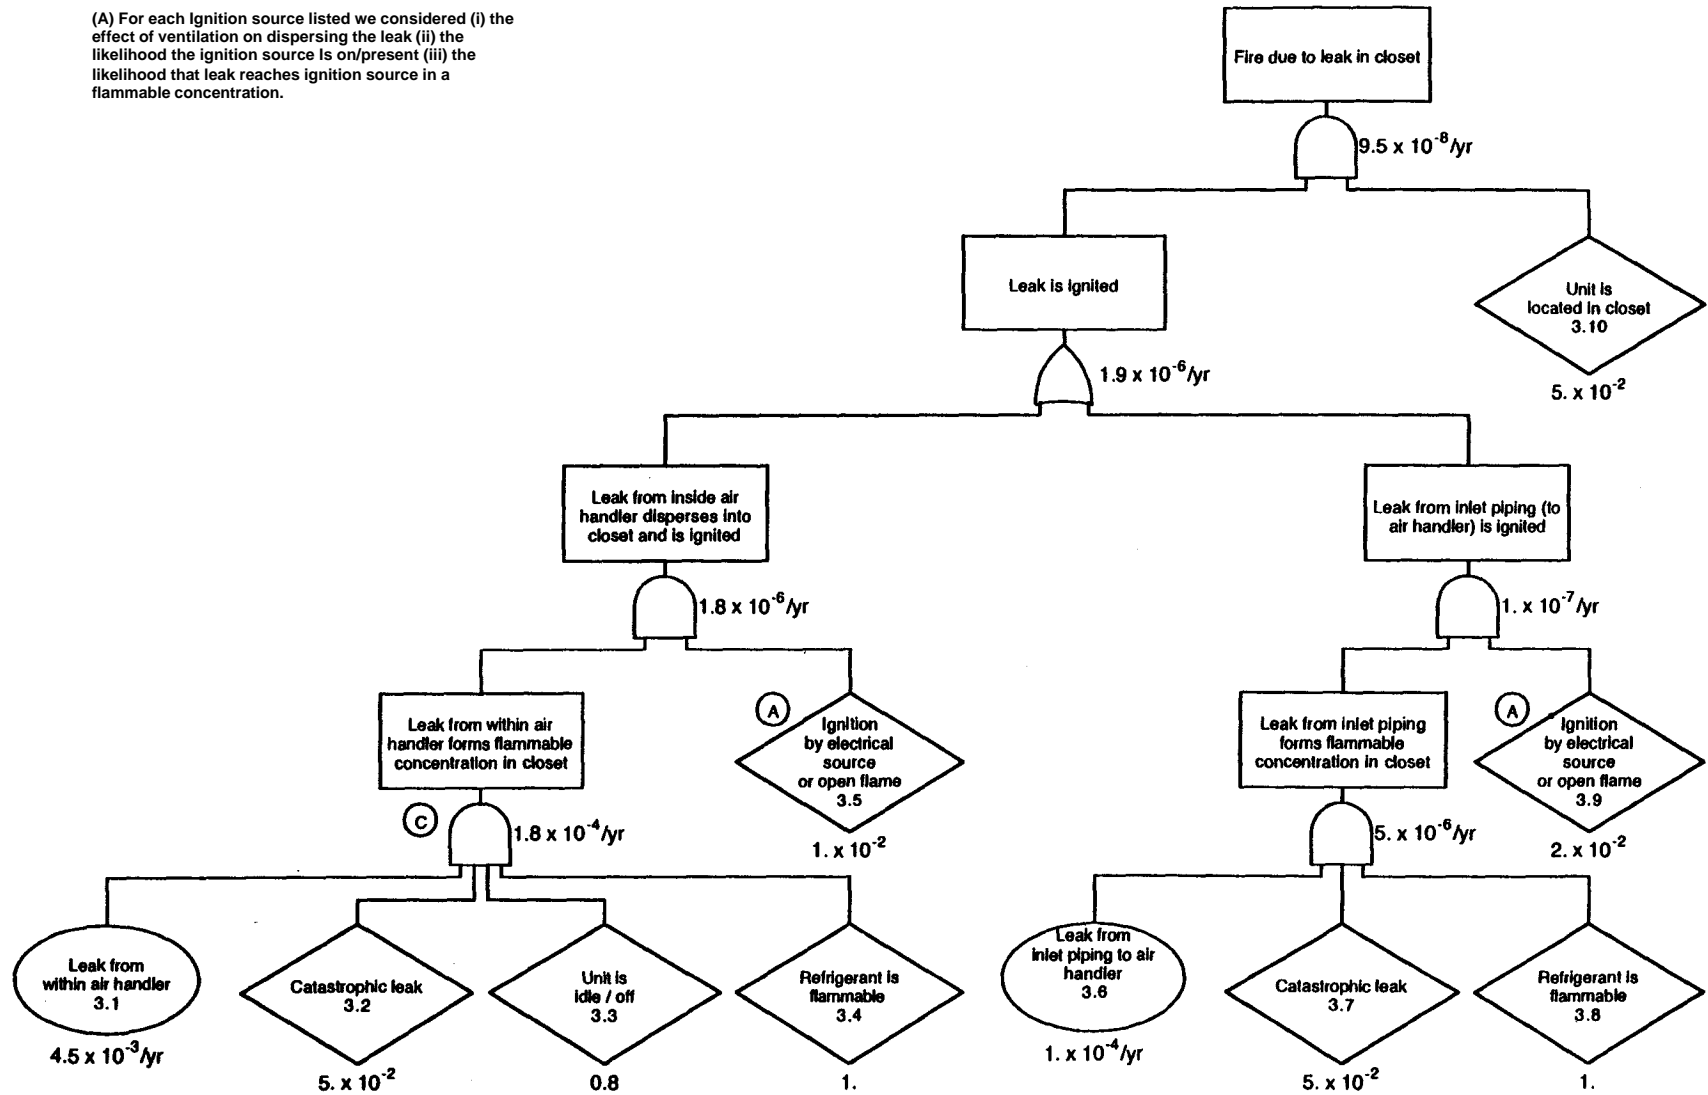 (A) For each Ignition source listed we considered (i) the
effect of ventilation on dispersing the leak (ii) the
likelihood the ignition source Is on/present (iii) the
likelihood that leak reaches ignition source in a
flammable concentration.
Fire due to leak in closet
9.5 x 10⁻⁸/yr
Leak is Ignited
Unit is
located in closet
3.10
1.9 x 10⁻⁶/yr
5. x 10⁻²
Leak from inside air
handler disperses into
closet and is ignited
Leak from inlet piping (to
air handler) is ignited
1.8 x 10⁻⁶/yr
1. x 10⁻⁷/yr
Leak from within air
handler forms flammable
concentration in closet
A
Ignition
by electrical
source
or open flame
3.5
Leak from inlet piping
forms flammable
concentration in closet
A
Ignition
by electrical
source
or open flame
3.9
C
1.8 x 10⁻⁴/yr
1. x 10⁻²
5. x 10⁻⁶/yr
2. x 10⁻²
Leak from
within air handler
3.1
Catastrophic leak
3.2
Unit is
idle / off
3.3
Refrigerant is
flammable
3.4
Leak from
inlet piping to air
handler
3.6
Catastrophic leak
3.7
Refrigerant is
flammable
3.8
4.5 x 10⁻³/yr
5. x 10⁻²
0.8
1.
1. x 10⁻⁴/yr
5. x 10⁻²
1.